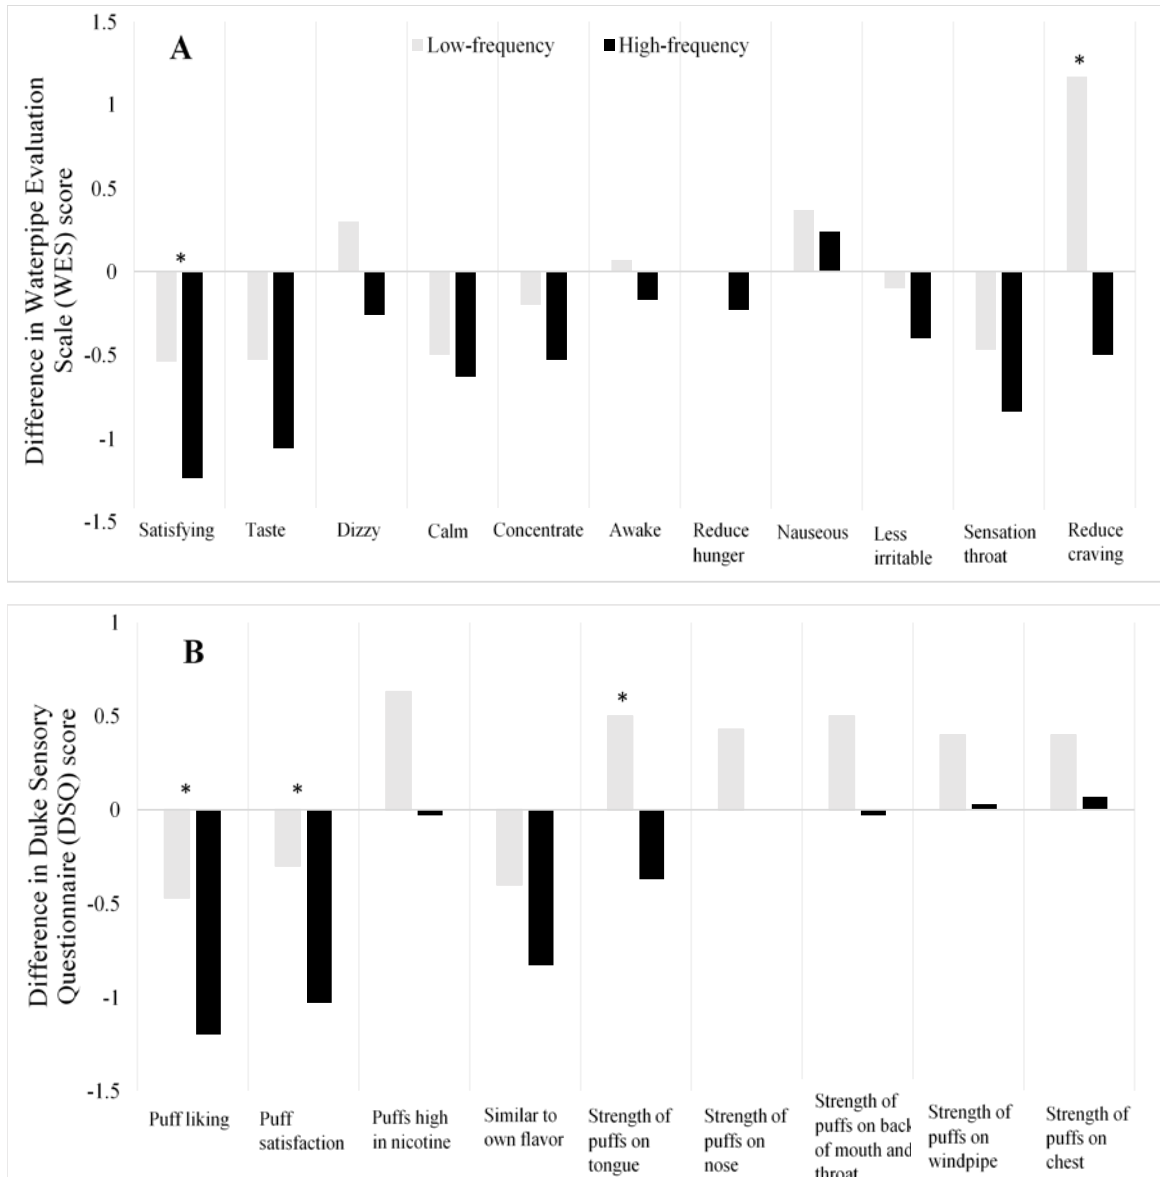 A
Low-frequency High-frequency
Difference in Waterpipe Evaluation
Scale (WES) score
1.5
1
0.5
0
-0.5
-1
-1.5
*
*
Satisfying Taste Dizzy Calm Concentrate Awake Reduce hunger Nauseous Less irritable Sensation throat Reduce craving
B
Difference in Duke Sensory
Questionnaire (DSQ) score
1
0.5
0
-0.5
-1
-1.5
*
*
*
Puff liking
Puff
satisfaction
Puffs high
in nicotine
Similar to
own flavor
Strength of
puffs on
tongue
Strength of
puffs on
nose
Strength of
puffs on back
of mouth and
throat
Strength of
puffs on
windpipe
Strength of
puffs on
chest